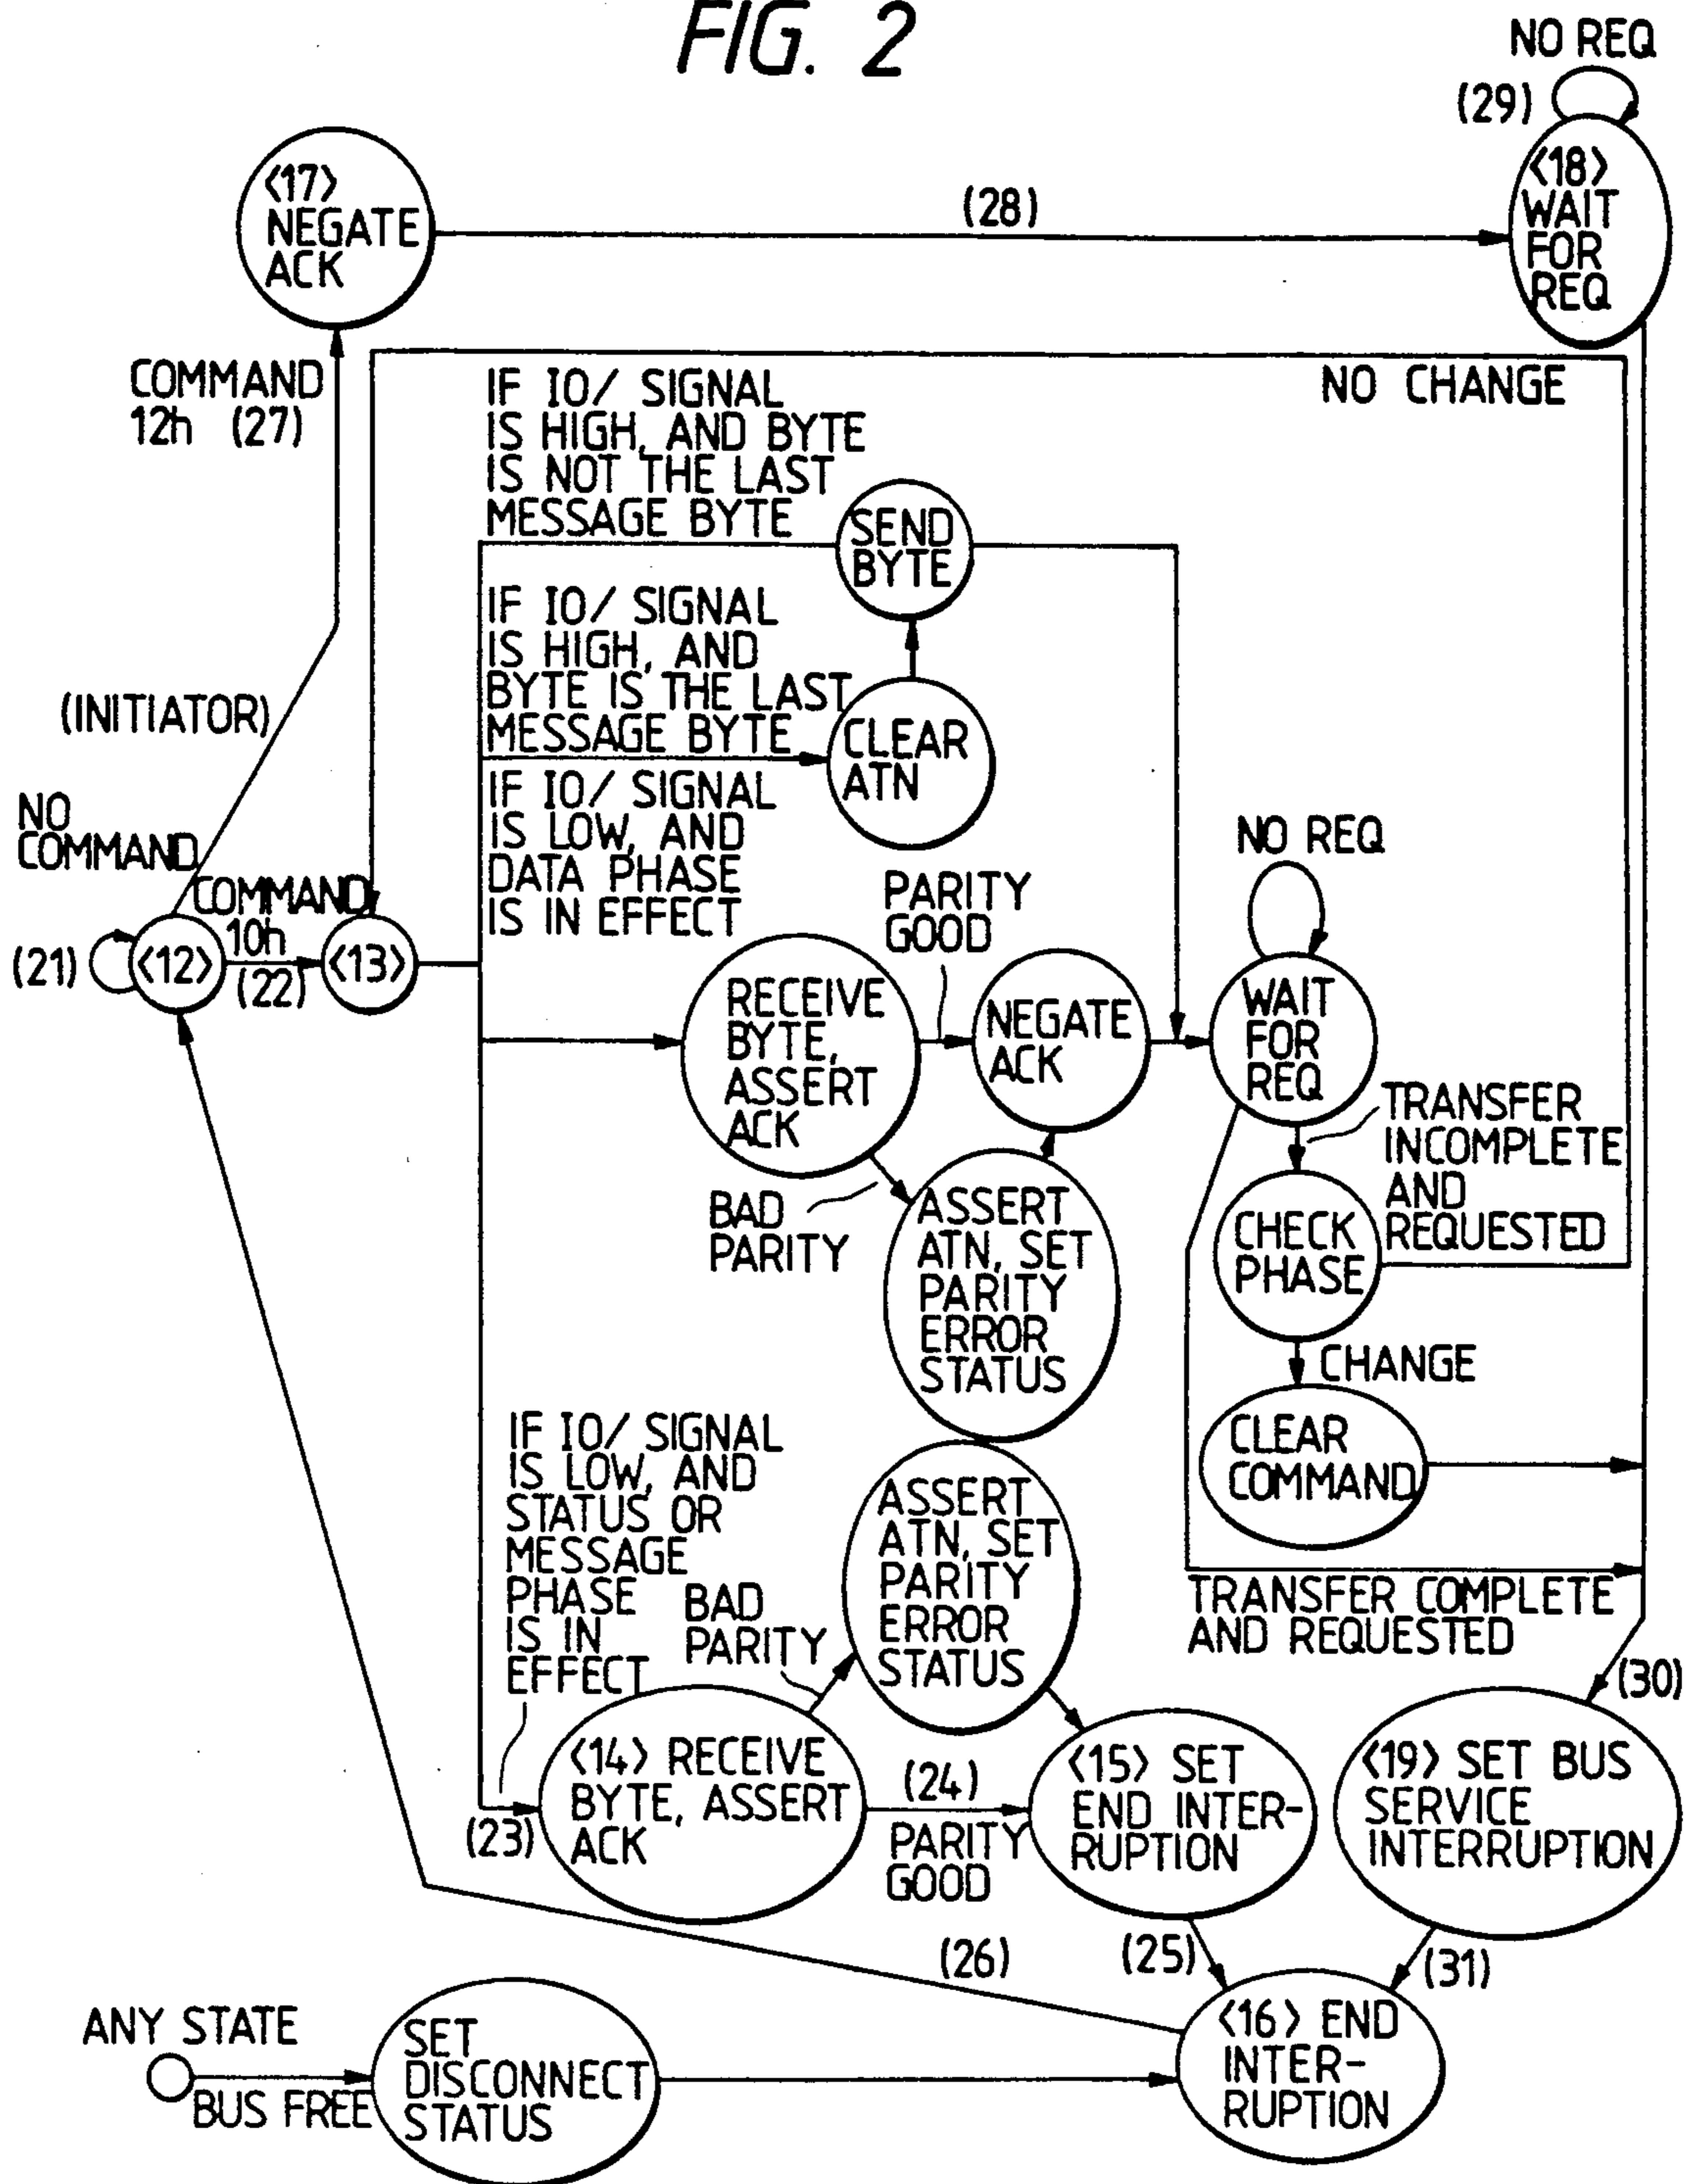 FIG. 2
NO REQ
(29)
<17>
NEGATE
ACK
(28)
<18>
WAIT
FOR
REQ
COMMAND
12h (27)
NO CHANGE
IF IO/ SIGNAL
IS HIGH, AND BYTE
IS NOT THE LAST
MESSAGE BYTE
SEND
BYTE
IF IO/ SIGNAL
IS HIGH, AND
BYTE IS THE LAST
MESSAGE BYTE
CLEAR
ATN
(INITIATOR)
IF IO/ SIGNAL
IS LOW, AND
DATA PHASE
IS IN EFFECT
NO
COMMAND
COMMAND
10h
(22)
(21)
<12>
<13>
PARITY
GOOD
NO REQ
RECEIVE
BYTE,
ASSERT
ACK
NEGATE
ACK
WAIT
FOR
REQ
TRANSFER
INCOMPLETE
AND
REQUESTED
BAD
PARITY
ASSERT
ATN, SET
PARITY
ERROR
STATUS
CHECK
PHASE
CHANGE
CLEAR
COMMAND
IF IO/ SIGNAL
IS LOW, AND
STATUS OR
MESSAGE
PHASE
IS IN
EFFECT
BAD
PARITY
ASSERT
ATN, SET
PARITY
ERROR
STATUS
TRANSFER COMPLETE
AND REQUESTED
(30)
(23)
<14> RECEIVE
BYTE, ASSERT
ACK
(24)
PARITY
GOOD
<15> SET
END INTER-
RUPTION
<19> SET BUS
SERVICE
INTERRUPTION
(26)
(25)
(31)
ANY STATE
BUS FREE
SET
DISCONNECT
STATUS
<16> END
INTER-
RUPTION